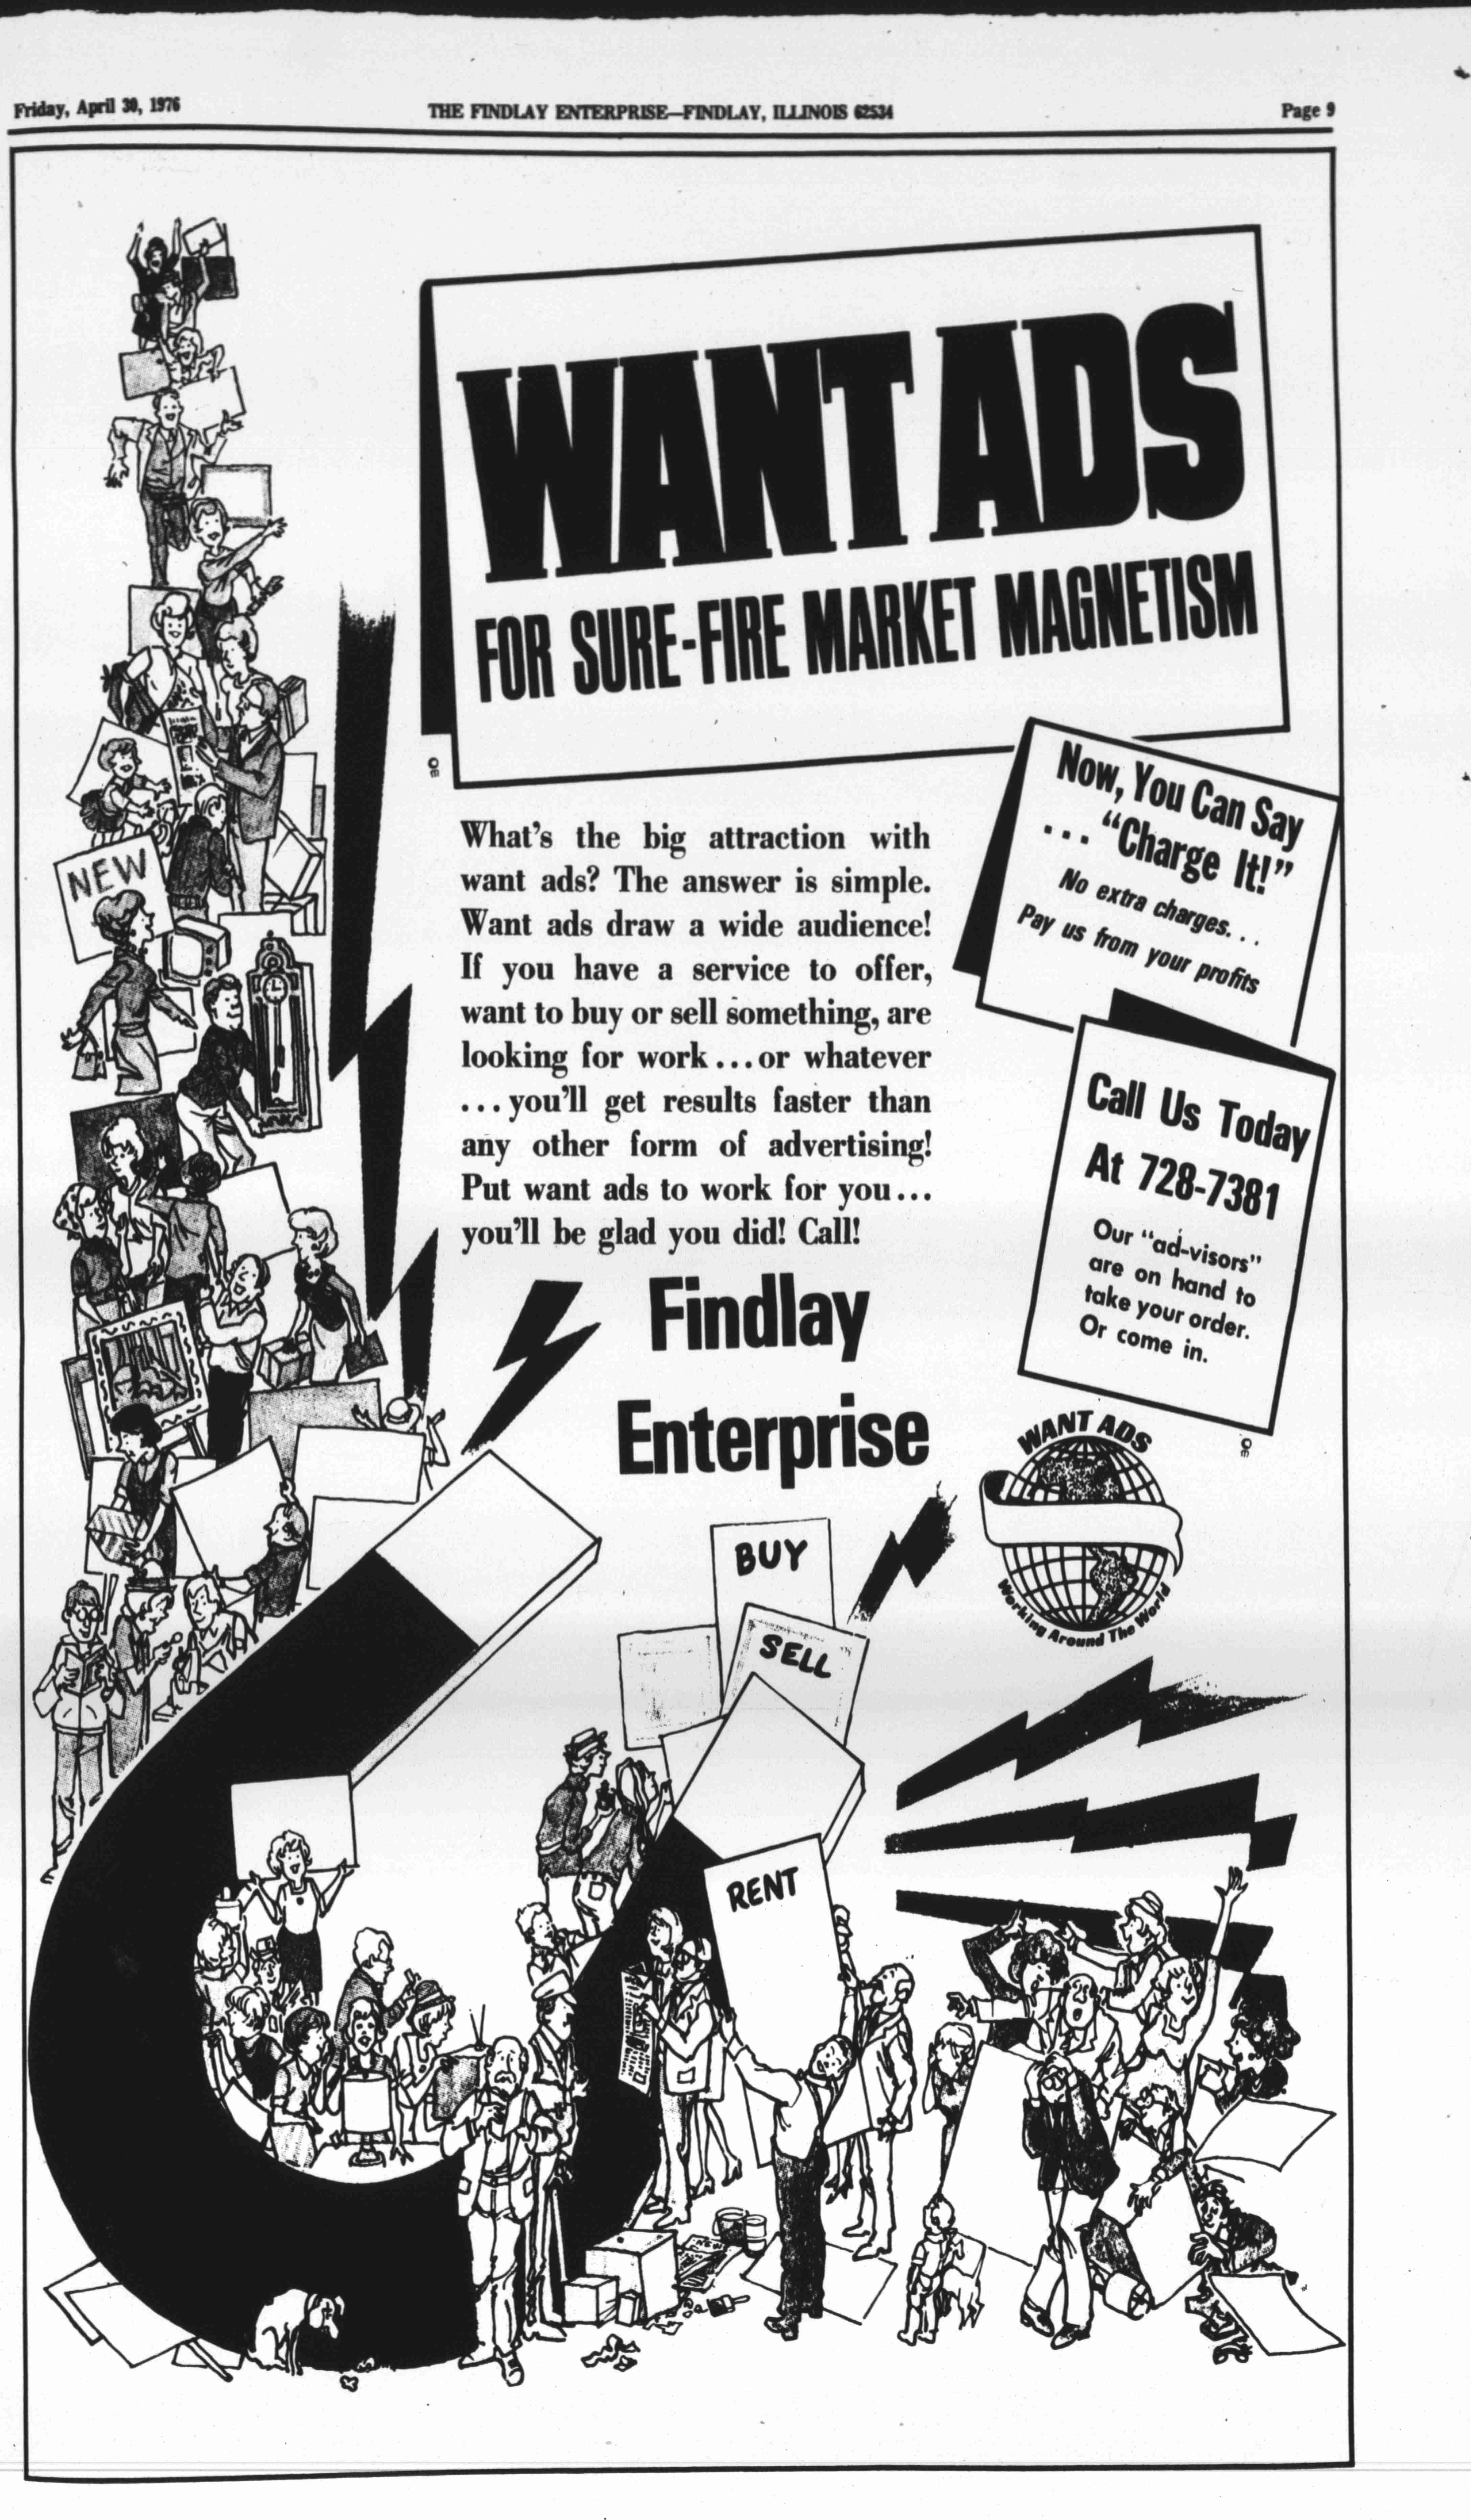 Friday, April 30, 1976
THE FINDLAY ENTERPRISE—FINDLAY, ILLINOIS 62534
Page 9
WANT ADS
FOR SURE-FIRE MARKET MAGNETISM
OE
What's the big attraction with
want ads? The answer is simple.
Want ads draw a wide audience!
If you have a service to offer,
want to buy or sell something, are
looking for work...or whatever
...you'll get results faster than
any other form of advertising!
Put want ads to work for you...
you'll be glad you did! Call!
Now, You Can Say
... "Charge It!"
No extra charges...
Pay us from your profits
Call Us Today
At 728-7381
Our "ad-visors"
are on hand to
take your order.
Or come in.
OE
Findlay
Enterprise
WANT ADS
Working Around The World
NEW
BUY
SELL
RENT